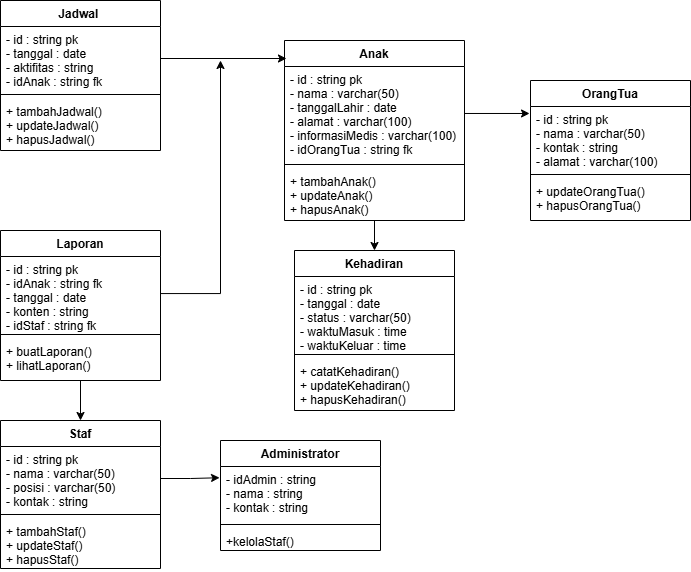 Jadwal
- id : string pk
- tanggal : date
- aktifitas : string
- idAnak : string fk
+ tambahJadwal()
+ updateJadwal()
+ hapusJadwal()
Anak
- id : string pk
- nama : varchar(50)
- tanggalLahir : date
- alamat : varchar(100)
- informasiMedis : varchar(100)
- idOrangTua : string fk
+ tambahAnak()
+ updateAnak()
+ hapusAnak()
OrangTua
- id : string pk
- nama : varchar(50)
- kontak : string
- alamat : varchar(100)
+ updateOrangTua()
+ hapusOrangTua()
Laporan
- id : string pk
- idAnak : string fk
- tanggal : date
- konten : string
- idStaf : string fk
+ buatLaporan()
+ lihatLaporan()
Kehadiran
- id : string pk
- tanggal : date
- status : varchar(50)
- waktuMasuk : time
- waktuKeluar : time
+ catatKehadiran()
+ updateKehadiran()
+ hapusKehadiran()
Staf
- id : string pk
- nama : varchar(50)
- posisi : varchar(50)
- kontak : string
+ tambahStaf()
+ updateStaf()
+ hapusStaf()
Administrator
- idAdmin : string
- nama : string
- kontak : string
+kelolaStaf()